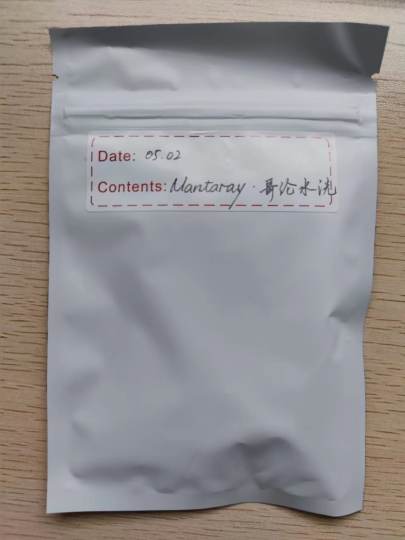 Date: 05.02
Contents: Mantaray · 哥伦水洗